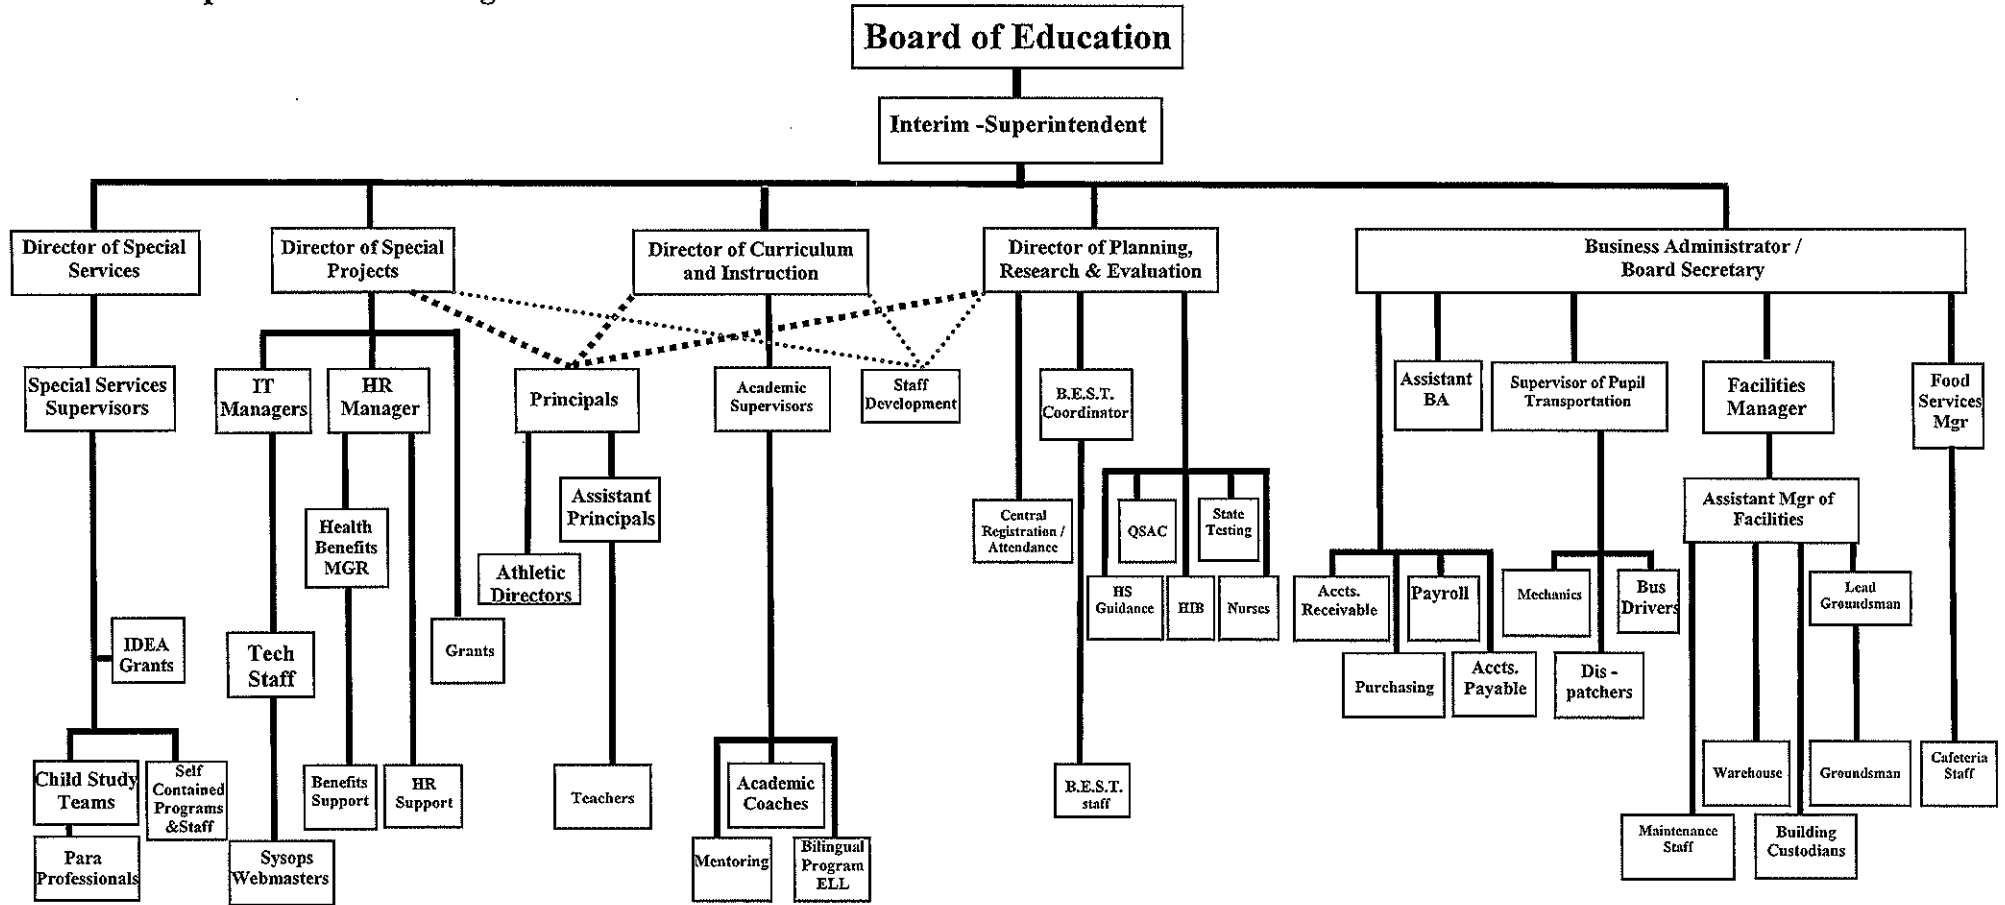 Board of Education
Interim -Superintendent
Director of Special
Services
Director of Special
Projects
Director of Curriculum
and Instruction
Director of Planning,
Research & Evaluation
Business Administrator /
Board Secretary
Special Services
Supervisors
IT
Managers
HR
Manager
Principals
Academic
Supervisors
Staff
Development
B.E.S.T.
Coordinator
Assistant
BA
Supervisor of Pupil
Transportation
Facilities
Manager
Food
Services
Mgr
Health
Benefits
MGR
Assistant
Principals
Athletic
Directors
Central
Registration /
Attendance
QSAC
State
Testing
HS
Guidance
HIB
Nurses
Assistant Mgr of
Facilities
Accts.
Receivable
Payroll
Purchasing
Accts.
Payable
Mechanics
Bus
Drivers
Dis -
patchers
Lead
Groundsman
IDEA
Grants
Tech
Staff
Grants
Child Study
Teams
Self
Contained
Programs
&Staff
Para
Professionals
Sysops
Webmasters
Benefits
Support
HR
Support
Teachers
Academic
Coaches
Mentoring
Bilingual
Program
ELL
B.E.S.T.
staff
Warehouse
Groundsman
Cafeteria
Staff
Maintenance
Staff
Building
Custodians